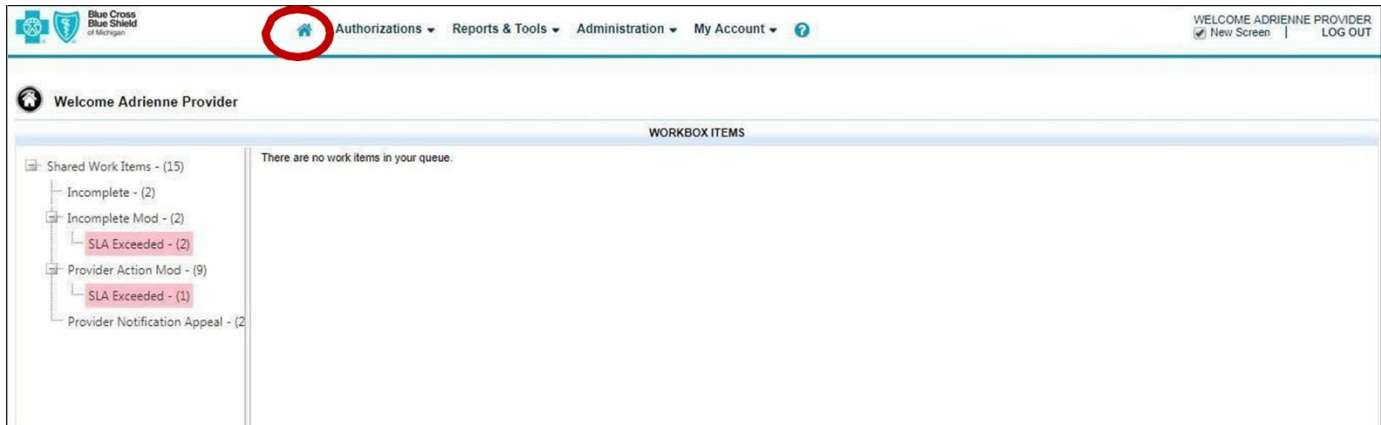 Blue Cross
Blue Shield
of Michigan
Authorizations Reports & Tools Administration My Account ?
WELCOME ADRIENNE PROVIDER
New Screen | LOG OUT
Welcome Adrienne Provider
WORKBOX ITEMS
Shared Work Items - (15)
There are no work items in your queue.
Incomplete - (2)
Incomplete Mod - (2)
SLA Exceeded - (2)
Provider Action Mod - (9)
SLA Exceeded - (1)
Provider Notification Appeal - (2